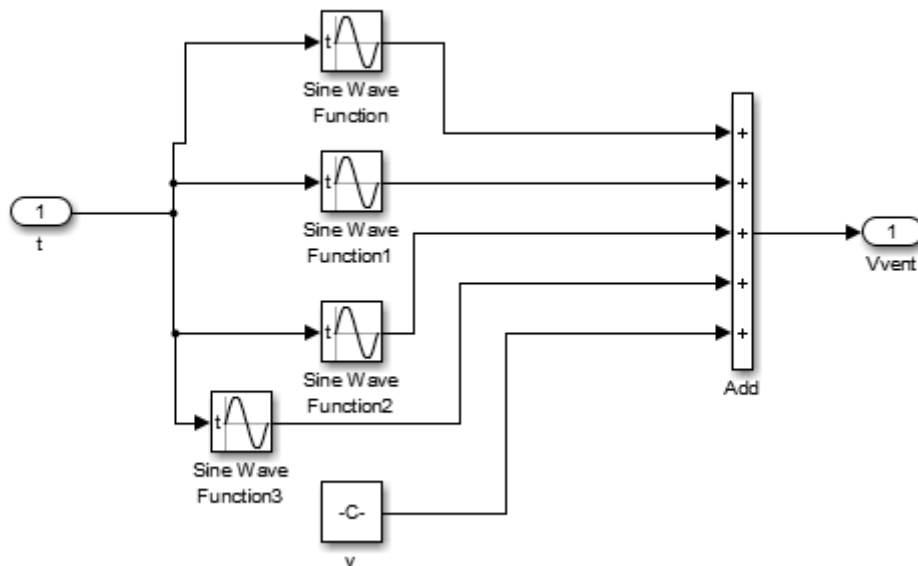 t
Sine Wave
Function
+
t
+
Sine Wave
Function1
1
t
+
1
Vvent
t
+
Sine Wave
Function2
+
Add
t
Sine Wave
Function3
-C-
v